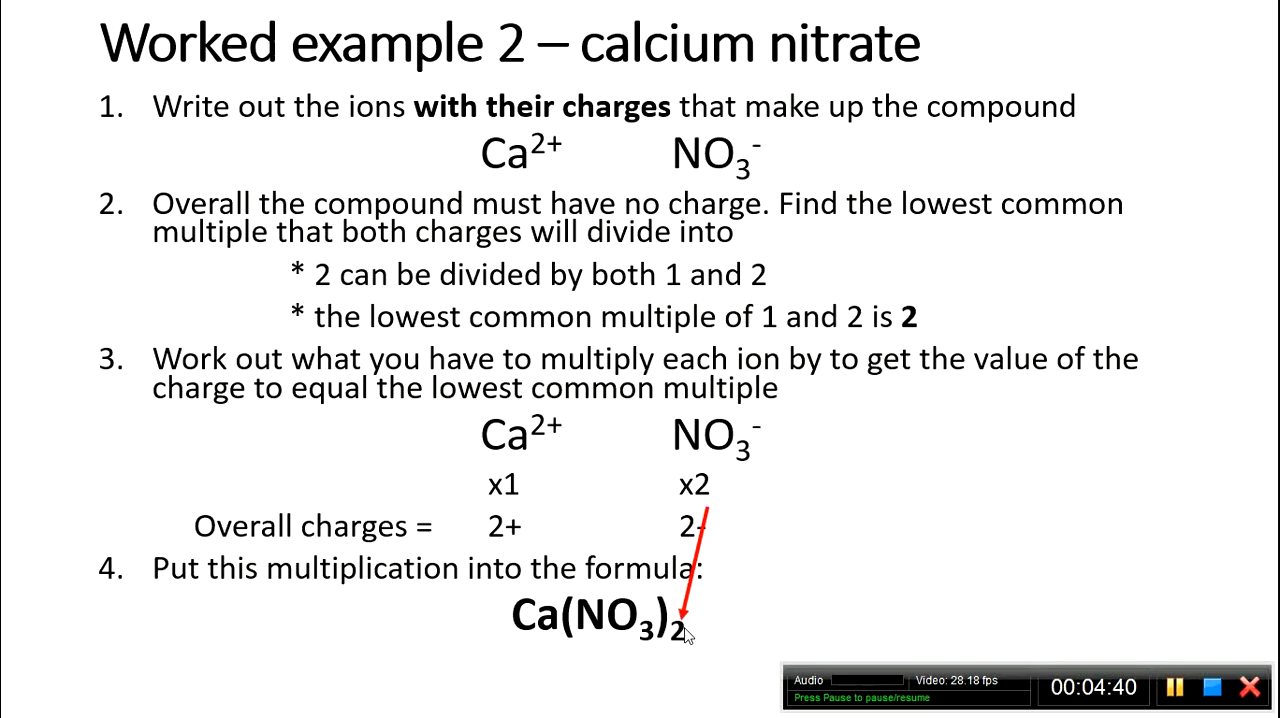 Worked example 2 – calcium nitrate
1. Write out the ions with their charges that make up the compound
Ca²⁺ NO₃⁻
2. Overall the compound must have no charge. Find the lowest common
multiple that both charges will divide into
* 2 can be divided by both 1 and 2
* the lowest common multiple of 1 and 2 is 2
3. Work out what you have to multiply each ion by to get the value of the
charge to equal the lowest common multiple
Ca²⁺ NO₃⁻
x1 x2
Overall charges = 2+ 2-
4. Put this multiplication into the formula:
Ca(NO₃)₂
Audio Video: 28.18 fps
Press Pause to pause/resume
00:04:40